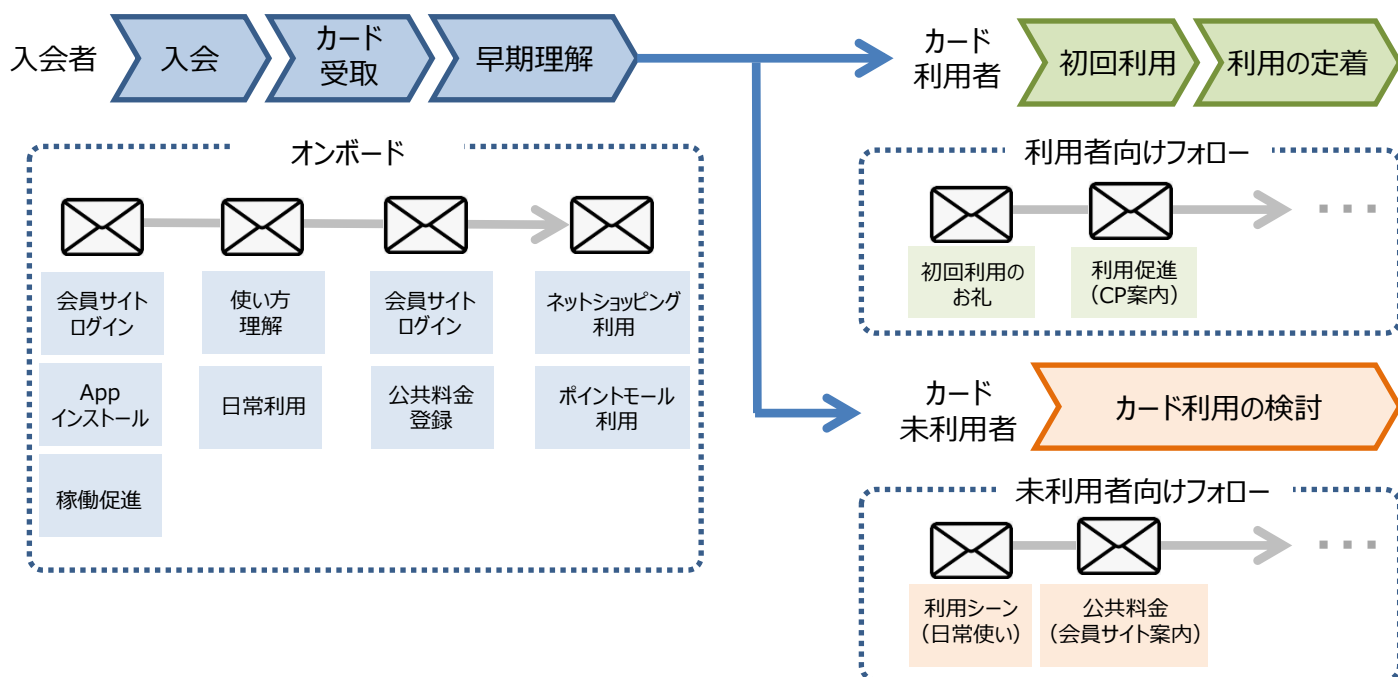 入会者
入会
カード
受取
早期理解
カード
利用者
初回利用
利用の定着
オンボード
会員サイト
ログイン
使い方
理解
会員サイト
ログイン
ネットショッピング
利用
App
インストール
日常利用
公共料金
登録
ポイントモール
利用
稼働促進
利用者向けフォロー
初回利用の
お礼
利用促進
（CP案内）
カード
未利用者
カード利用の検討
未利用者向けフォロー
利用シーン
（日常使い）
公共料金
（会員サイト案内）